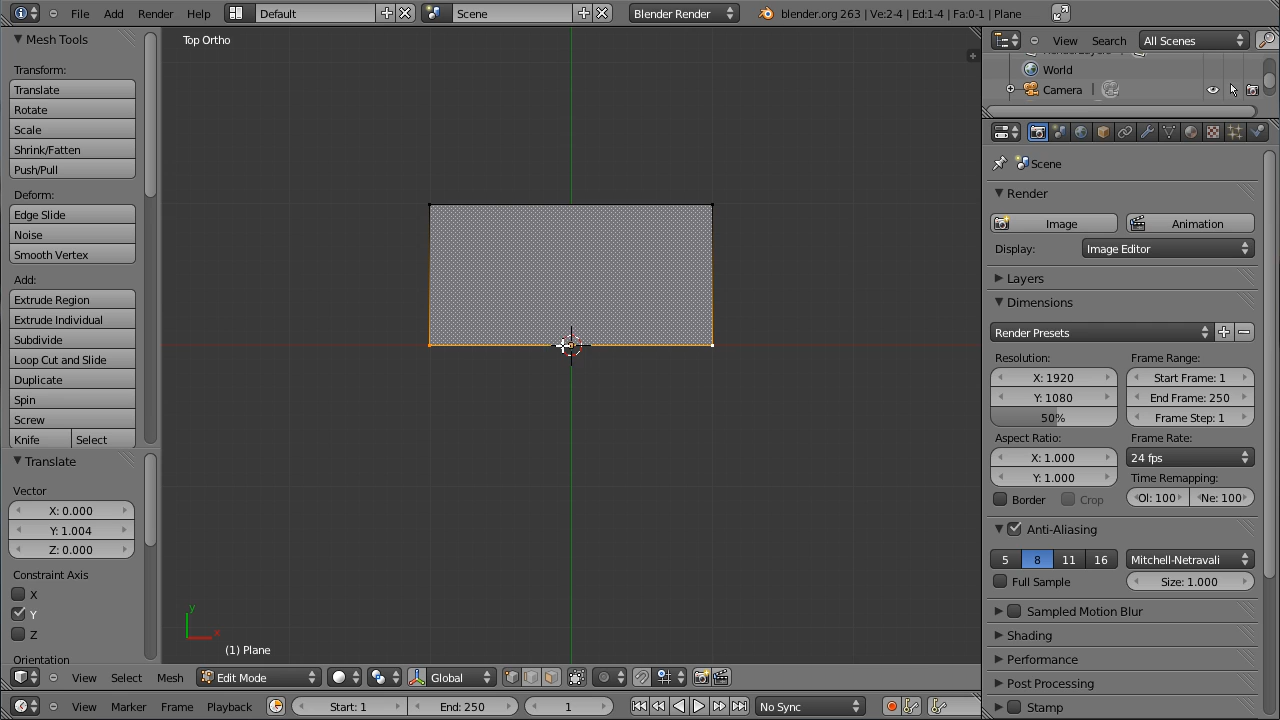 File Add Render Help Default Scene Blender Render blender.org 263 | Ve:2-4 | Ed:1-4 | Fa:0-1 | Plane
Mesh Tools
Transform:
Translate
Rotate
Scale
Shrink/Fatten
Push/Pull
Deform:
Edge Slide
Noise
Smooth Vertex
Add:
Extrude Region
Extrude Individual
Subdivide
Loop Cut and Slide
Duplicate
Spin
Screw
Knife Select
Translate
Vector
X: 0.000
Y: 1.004
Z: 0.000
Constraint Axis
X
Y
Z
Orientation
Top Ortho
y
x
(1) Plane
View Select Mesh Edit Mode Global
View Marker Frame Playback Start: 1 End: 250 1 No Sync
View Search All Scenes
World
Camera
Scene
Render
Image Animation
Display: Image Editor
Layers
Dimensions
Render Presets
Resolution: Frame Range:
X: 1920 Start Frame: 1
Y: 1080 End Frame: 250
50% Frame Step: 1
Aspect Ratio: Frame Rate:
X: 1.000 24 fps
Y: 1.000 Time Remapping:
Border Crop Ol: 100 Ne: 100
Anti-Aliasing
5 8 11 16 Mitchell-Netravali
Full Sample Size: 1.000
Sampled Motion Blur
Shading
Performance
Post Processing
Stamp